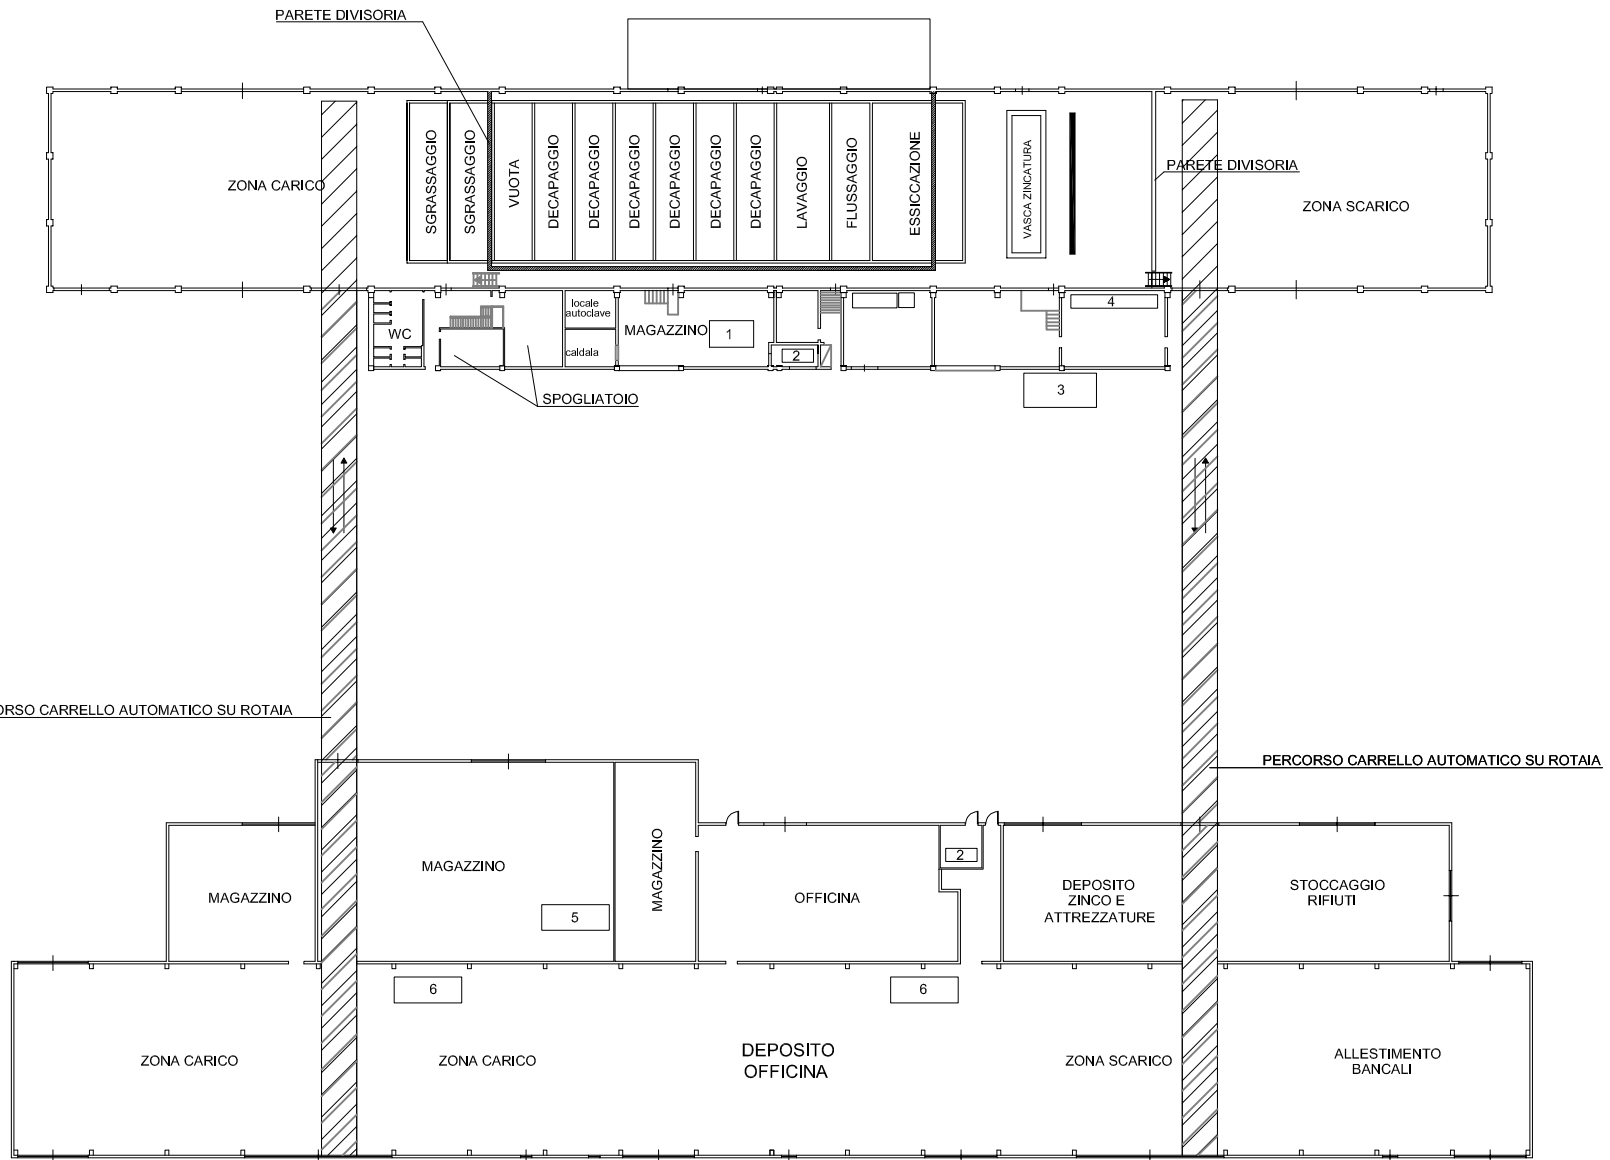 PARETE DIVISORIA
ZONA CARICO
SGRASSAGGIO
SGRASSAGGIO
VUOTA
DECAPAGGIO
DECAPAGGIO
DECAPAGGIO
DECAPAGGIO
DECAPAGGIO
DECAPAGGIO
LAVAGGIO
FLUSSAGGIO
ESSICCAZIONE
VASCA ZINCATURA
PARETE DIVISORIA
ZONA SCARICO
WC
locale
autoclave
caldala
MAGAZZINO
1
2
4
3
SPOGLIATOIO
ORSO CARRELLO AUTOMATICO SU ROTAIA
PERCORSO CARRELLO AUTOMATICO SU ROTAIA
MAGAZZINO
MAGAZZINO
5
MAGAZZINO
OFFICINA
2
DEPOSITO
ZINCO E
ATTREZZATURE
STOCCAGGIO
RIFIUTI
6
6
ZONA CARICO
ZONA CARICO
DEPOSITO
OFFICINA
ZONA SCARICO
ALLESTIMENTO
BANCALI